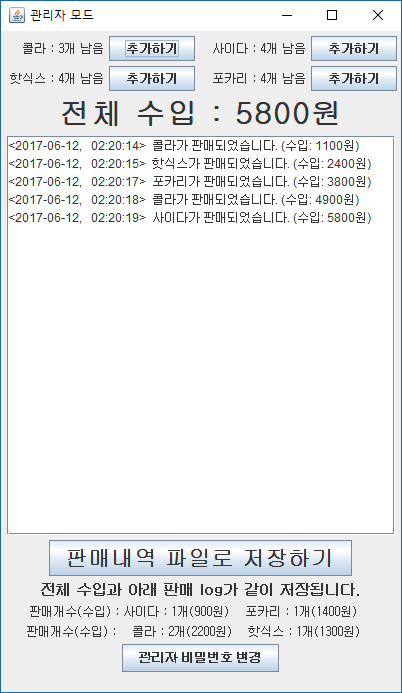 관리자 모드
콜라 : 3개 남음 추가하기 사이다 : 4개 남음 추가하기
핫식스 : 4개 남음 추가하기 포카리 : 4개 남음 추가하기
전체 수입 : 5800원
<2017-06-12, 02:20:14> 콜라가 판매되었습니다. (수입: 1100원)
<2017-06-12, 02:20:15> 핫식스가 판매되었습니다. (수입: 2400원)
<2017-06-12, 02:20:17> 포카리가 판매되었습니다. (수입: 3800원)
<2017-06-12, 02:20:18> 콜라가 판매되었습니다. (수입: 4900원)
<2017-06-12, 02:20:19> 사이다가 판매되었습니다. (수입: 5800원)
판매내역 파일로 저장하기
전체 수입과 아래 판매 log가 같이 저장됩니다.
판매개수(수입) : 사이다 : 1개(900원) 포카리 : 1개(1400원)
판매개수(수입) : 콜라 : 2개(2200원) 핫식스 : 1개(1300원)
관리자 비밀번호 변경